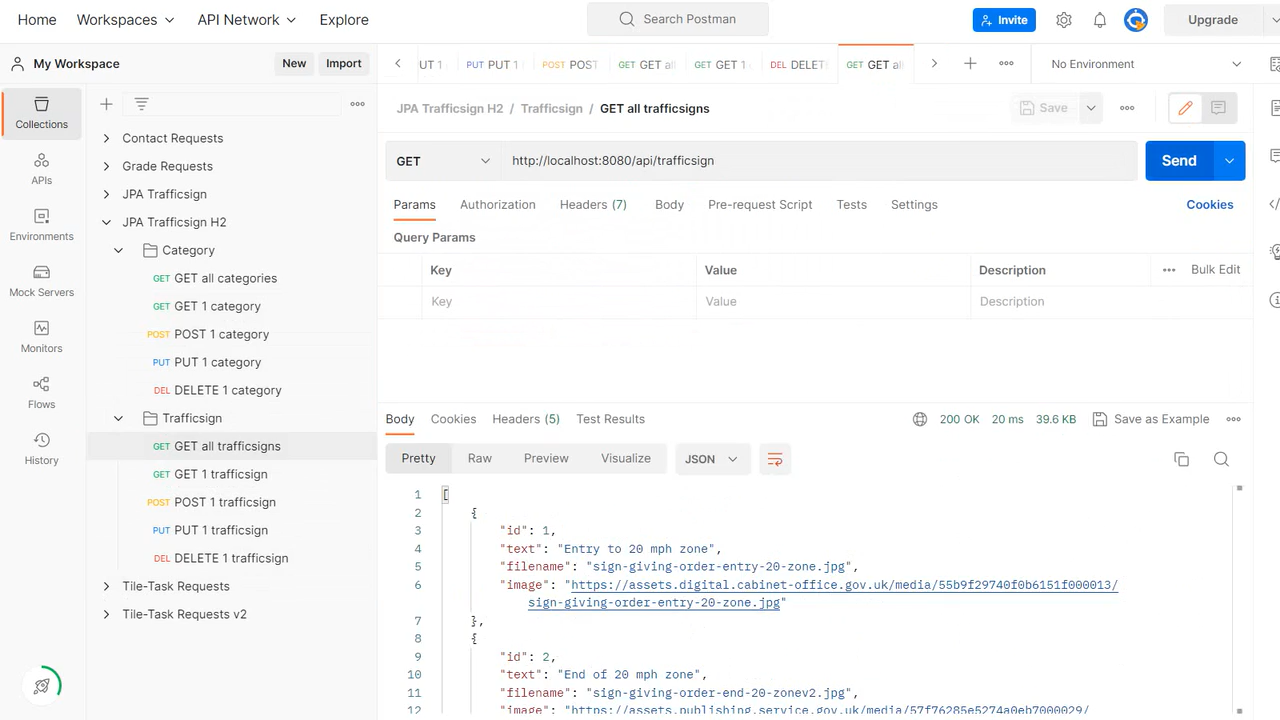 Home Workspaces API Network Explore Search Postman Invite Upgrade
My Workspace New Import PUT 1 POST GET al GET 1 DELET GET al No Environment
Collections
APIs
Environments
Mock Servers
Monitors
Flows
History
Contact Requests
Grade Requests
JPA Trafficsign
JPA Trafficsign H2
Category
GET GET all categories
GET GET 1 category
POST POST 1 category
PUT PUT 1 category
DEL DELETE 1 category
Trafficsign
GET GET all trafficsigns
GET GET 1 trafficsign
POST POST 1 trafficsign
PUT PUT 1 trafficsign
DEL DELETE 1 trafficsign
Tile-Task Requests
Tile-Task Requests v2
JPA Trafficsign H2 / Trafficsign / GET all trafficsigns Save
GET http://localhost:8080/api/trafficsign Send
Params Authorization Headers (7) Body Pre-request Script Tests Settings Cookies
Query Params
Key Value Description Bulk Edit
Key Value Description
Body Cookies Headers (5) Test Results 200 OK 20 ms 39.6 KB Save as Example
Pretty Raw Preview Visualize JSON
1 [
2 {
3 "id": 1,
4 "text": "Entry to 20 mph zone",
5 "filename": "sign-giving-order-entry-20-zone.jpg",
6 "image": "https://assets.digital.cabinet-office.gov.uk/media/55b9f29740f0b6151f000013/
sign-giving-order-entry-20-zone.jpg"
7 },
8 {
9 "id": 2,
10 "text": "End of 20 mph zone",
11 "filename": "sign-giving-order-end-20-zonev2.jpg",
12 "image": "https://assets.publishing.service.gov.uk/media/57f76285e5274a0eb7000029/